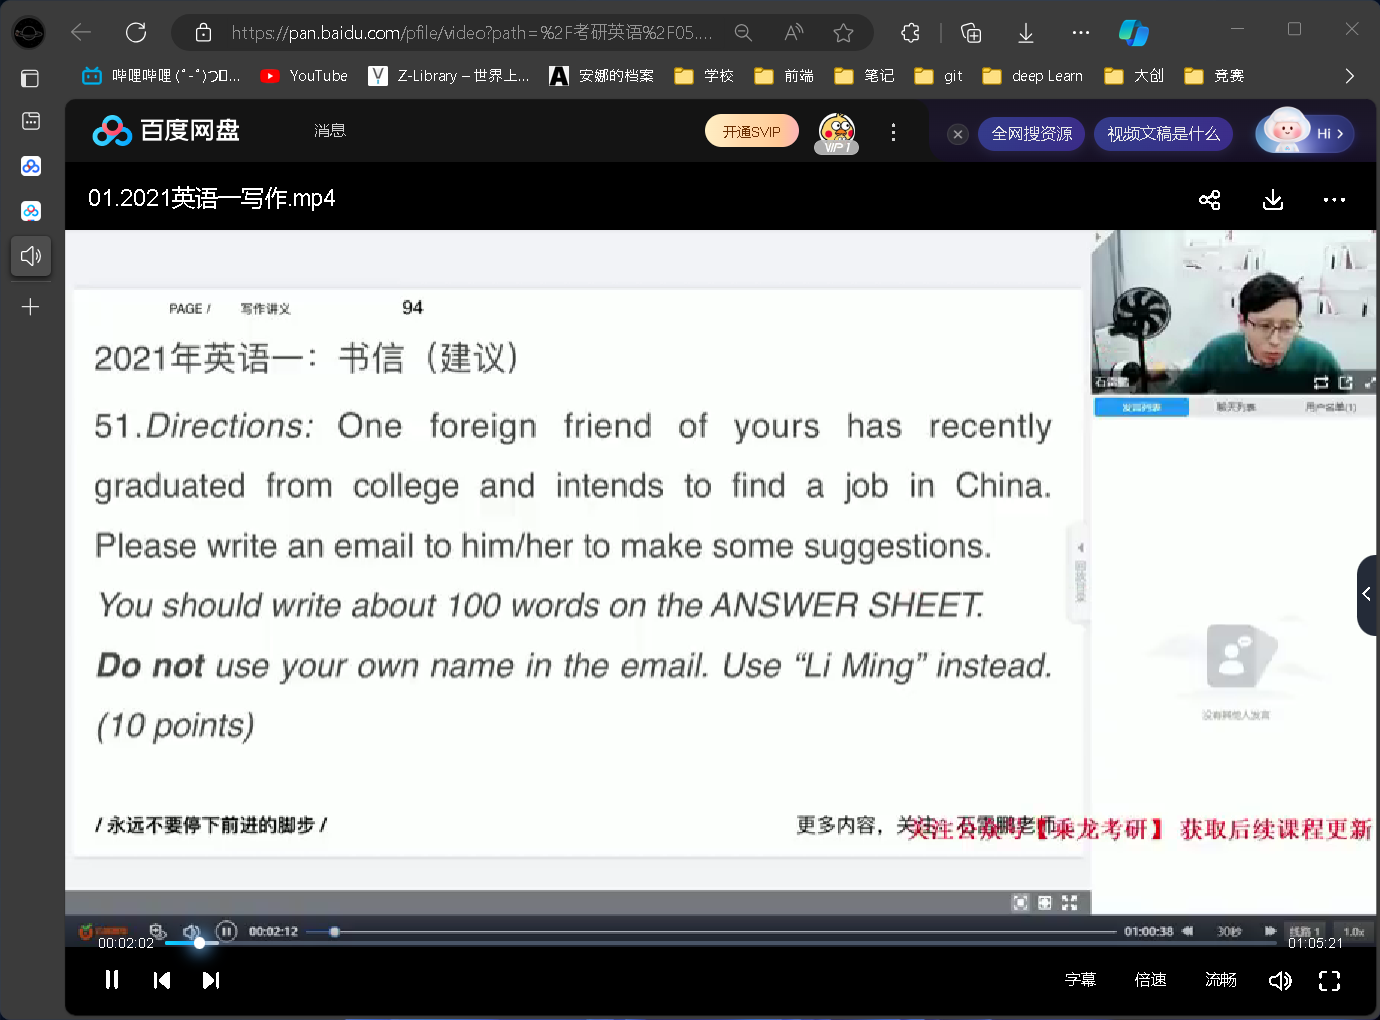 https://pan.baidu.com/pfile/video?path=%2F考研英语%2F05....
哔哩哔哩 (゜-゜)つロ...
YouTube
Z-Library – 世界上...
安娜的档案
学校
前端
笔记
git
deep Learn
大创
竞赛
百度网盘
消息
开通SVIP
VIP 1
全网搜资源
视频文稿是什么
Hi
01.2021英语一写作.mp4
PAGE / 写作讲义 94
2021年英语一：书信（建议）
51.Directions: One foreign friend of yours has recently
graduated from college and intends to find a job in China.
Please write an email to him/her to make some suggestions.
You should write about 100 words on the ANSWER SHEET.
Do not use your own name in the email. Use “Li Ming” instead.
(10 points)
/ 永远不要停下前进的脚步 /
更多内容，关注：石雷鹏老师
关注公众号【乘龙考研】 获取后续课程更新
石雷鹏
发言列表
聊天列表
用户名单(1)
没有其他人发言
00:02:12
01:00:38
30秒
线路 1
1.0x
00:02:02
01:05:21
字幕
倍速
流畅